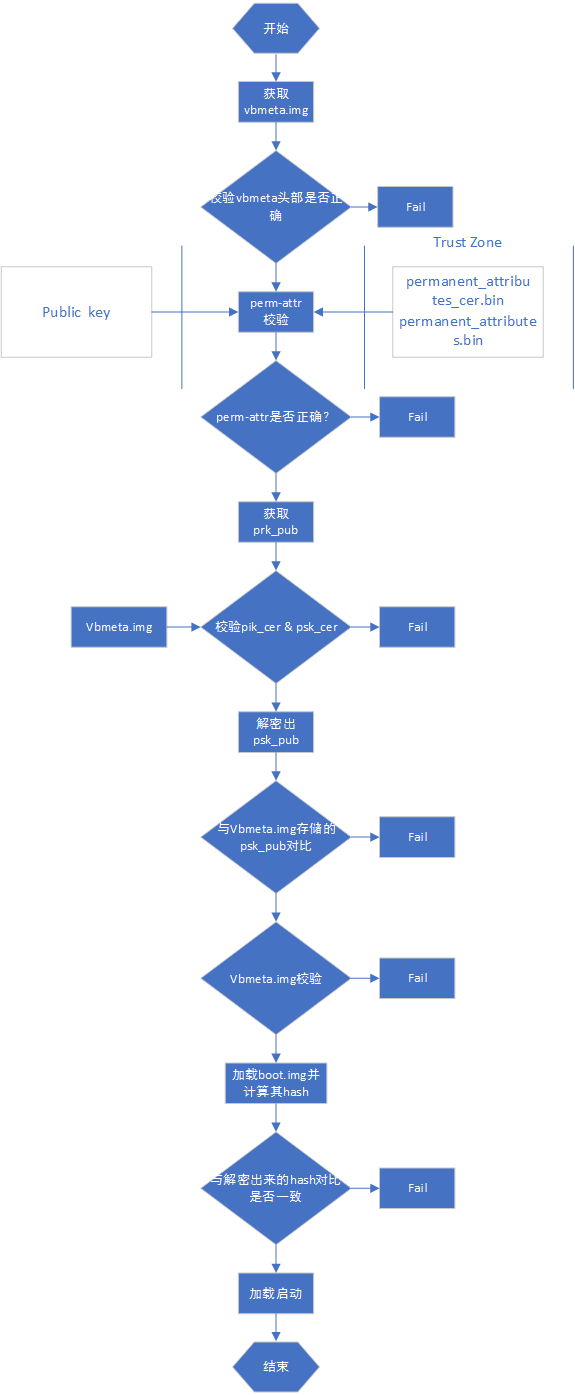 开始
获取
vbmeta.img
校验vbmeta头部是否正
确
Fail
Trust Zone
Public key
perm-attr
校验
permanent_attribu
tes_cer.bin
permanent_attribute
s.bin
perm-attr是否正确?
Fail
获取
prk_pub
Vbmeta.img
校验pik_cer & psk_cer
Fail
解密出
psk_pub
与Vbmeta.img存储的
psk_pub对比
Fail
Vbmeta.img校验
Fail
加载boot.img并
计算其hash
与解密出来的hash对比
是否一致
Fail
加载启动
结束